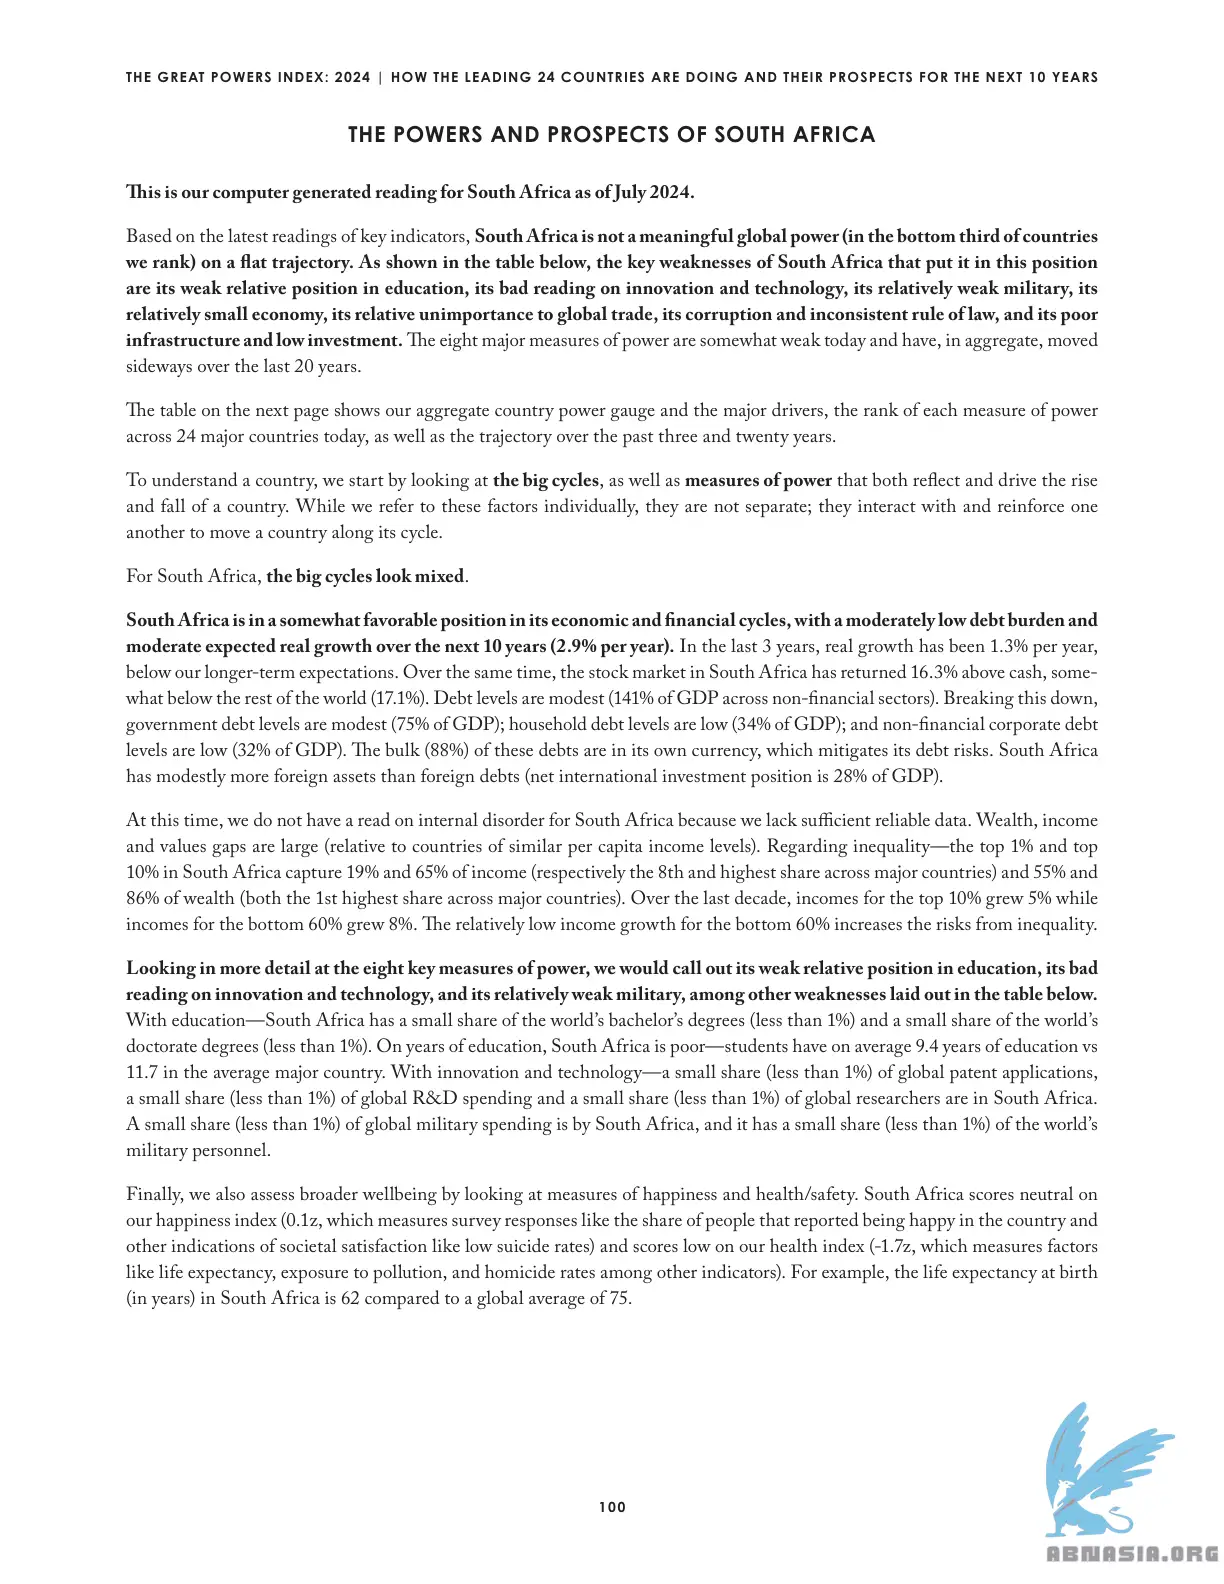 THE GREAT POWERS INDEX: 2024 | HOW THE LEADING 24 COUNTRIES ARE DOING AND THEIR PROSPECTS FOR THE NEXT 10 YEARS
THE POWERS AND PROSPECTS OF SOUTH AFRICA
This is our computer generated reading for South Africa as of July 2024.
Based on the latest readings of key indicators, South Africa is not a meaningful global power (in the bottom third of countries
we rank) on a flat trajectory. As shown in the table below, the key weaknesses of South Africa that put it in this position
are its weak relative position in education, its bad reading on innovation and technology, its relatively weak military, its
relatively small economy, its relative unimportance to global trade, its corruption and inconsistent rule of law, and its poor
infrastructure and low investment. The eight major measures of power are somewhat weak today and have, in aggregate, moved
sideways over the last 20 years.
The table on the next page shows our aggregate country power gauge and the major drivers, the rank of each measure of power
across 24 major countries today, as well as the trajectory over the past three and twenty years.
To understand a country, we start by looking at the big cycles, as well as measures of power that both reflect and drive the rise
and fall of a country. While we refer to these factors individually, they are not separate; they interact with and reinforce one
another to move a country along its cycle.
For South Africa, the big cycles look mixed.
South Africa is in a somewhat favorable position in its economic and financial cycles, with a moderately low debt burden and
moderate expected real growth over the next 10 years (2.9% per year). In the last 3 years, real growth has been 1.3% per year,
below our longer-term expectations. Over the same time, the stock market in South Africa has returned 16.3% above cash, some-
what below the rest of the world (17.1%). Debt levels are modest (141% of GDP across non-financial sectors). Breaking this down,
government debt levels are modest (75% of GDP); household debt levels are low (34% of GDP); and non-financial corporate debt
levels are low (32% of GDP). The bulk (88%) of these debts are in its own currency, which mitigates its debt risks. South Africa
has modestly more foreign assets than foreign debts (net international investment position is 28% of GDP).
At this time, we do not have a read on internal disorder for South Africa because we lack sufficient reliable data. Wealth, income
and values gaps are large (relative to countries of similar per capita income levels). Regarding inequality—the top 1% and top
10% in South Africa capture 19% and 65% of income (respectively the 8th and highest share across major countries) and 55% and
86% of wealth (both the 1st highest share across major countries). Over the last decade, incomes for the top 10% grew 5% while
incomes for the bottom 60% grew 8%. The relatively low income growth for the bottom 60% increases the risks from inequality.
Looking in more detail at the eight key measures of power, we would call out its weak relative position in education, its bad
reading on innovation and technology, and its relatively weak military, among other weaknesses laid out in the table below.
With education—South Africa has a small share of the world's bachelor's degrees (less than 1%) and a small share of the world's
doctorate degrees (less than 1%). On years of education, South Africa is poor—students have on average 9.4 years of education vs
11.7 in the average major country. With innovation and technology—a small share (less than 1%) of global patent applications,
a small share (less than 1%) of global R&D spending and a small share (less than 1%) of global researchers are in South Africa.
A small share (less than 1%) of global military spending is by South Africa, and it has a small share (less than 1%) of the world's
military personnel.
Finally, we also assess broader wellbeing by looking at measures of happiness and health/safety. South Africa scores neutral on
our happiness index (0.1z, which measures survey responses like the share of people that reported being happy in the country and
other indications of societal satisfaction like low suicide rates) and scores low on our health index (-1.7z, which measures factors
like life expectancy, exposure to pollution, and homicide rates among other indicators). For example, the life expectancy at birth
(in years) in South Africa is 62 compared to a global average of 75.
100
ABNASIA.ORG